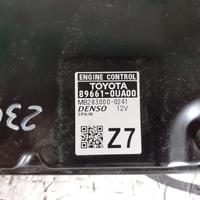 ENGINE CONTROL
TOYOTA
89661-0UA00
MB283000-0241
DENSO 12V
SPAIN
Z7